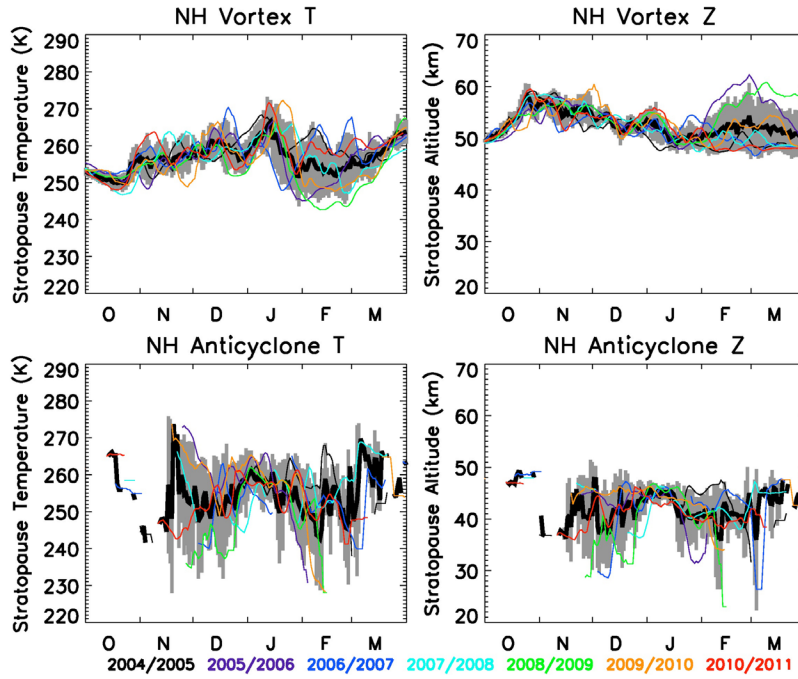 NH Vortex T
NH Vortex Z
Stratopause Temperature (K)
290
280
270
260
250
240
230
220
O N D J F M
Stratopause Altitude (km)
70
60
50
40
30
20
O N D J F M
NH Anticyclone T
NH Anticyclone Z
Stratopause Temperature (K)
290
280
270
260
250
240
230
220
O N D J F M
Stratopause Altitude (km)
70
60
50
40
30
20
O N D J F M
2004/2005 2005/2006 2006/2007 2007/2008 2008/2009 2009/2010 2010/2011